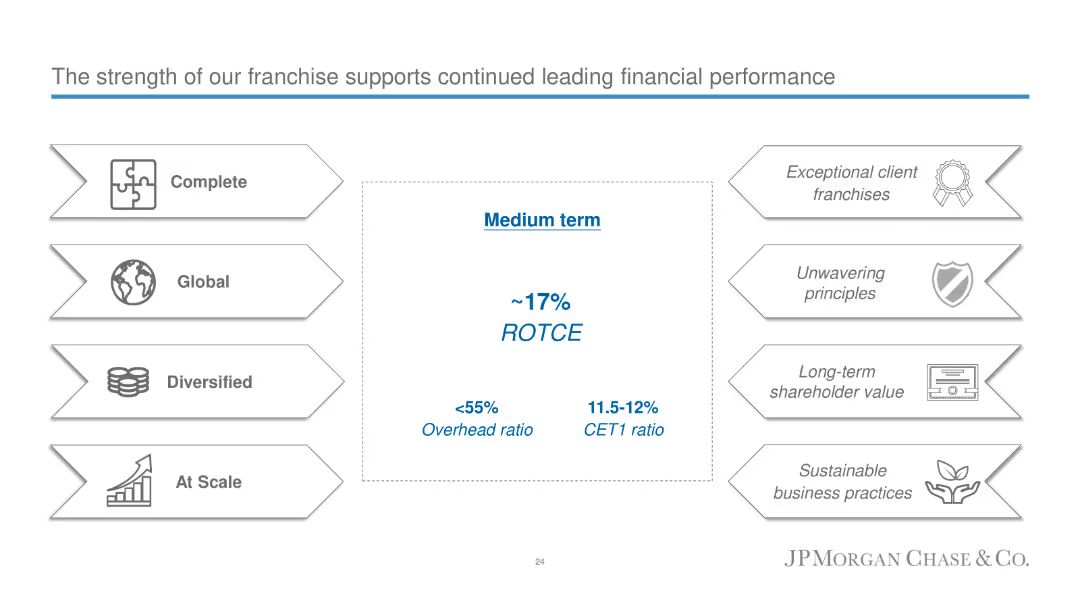 The strength of our franchise supports continued leading financial performance
Complete
Global
Diversified
At Scale
Medium term
~17%
ROTCE
<55%
Overhead ratio
11.5-12%
CET1 ratio
Exceptional client
franchises
Unwavering
principles
Long-term
shareholder value
Sustainable
business practices
24
JPMORGAN CHASE & CO.